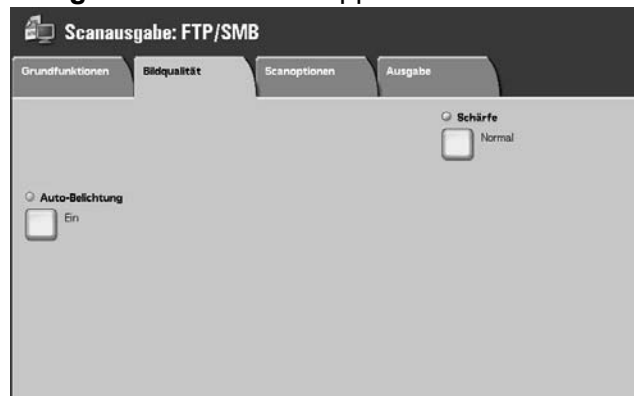 Scanausgabe: FTP/SMB
Grundfunktionen Bildqualität Scanoptionen Ausgabe
Schärfe
Normal
Auto-Belichtung
Ein